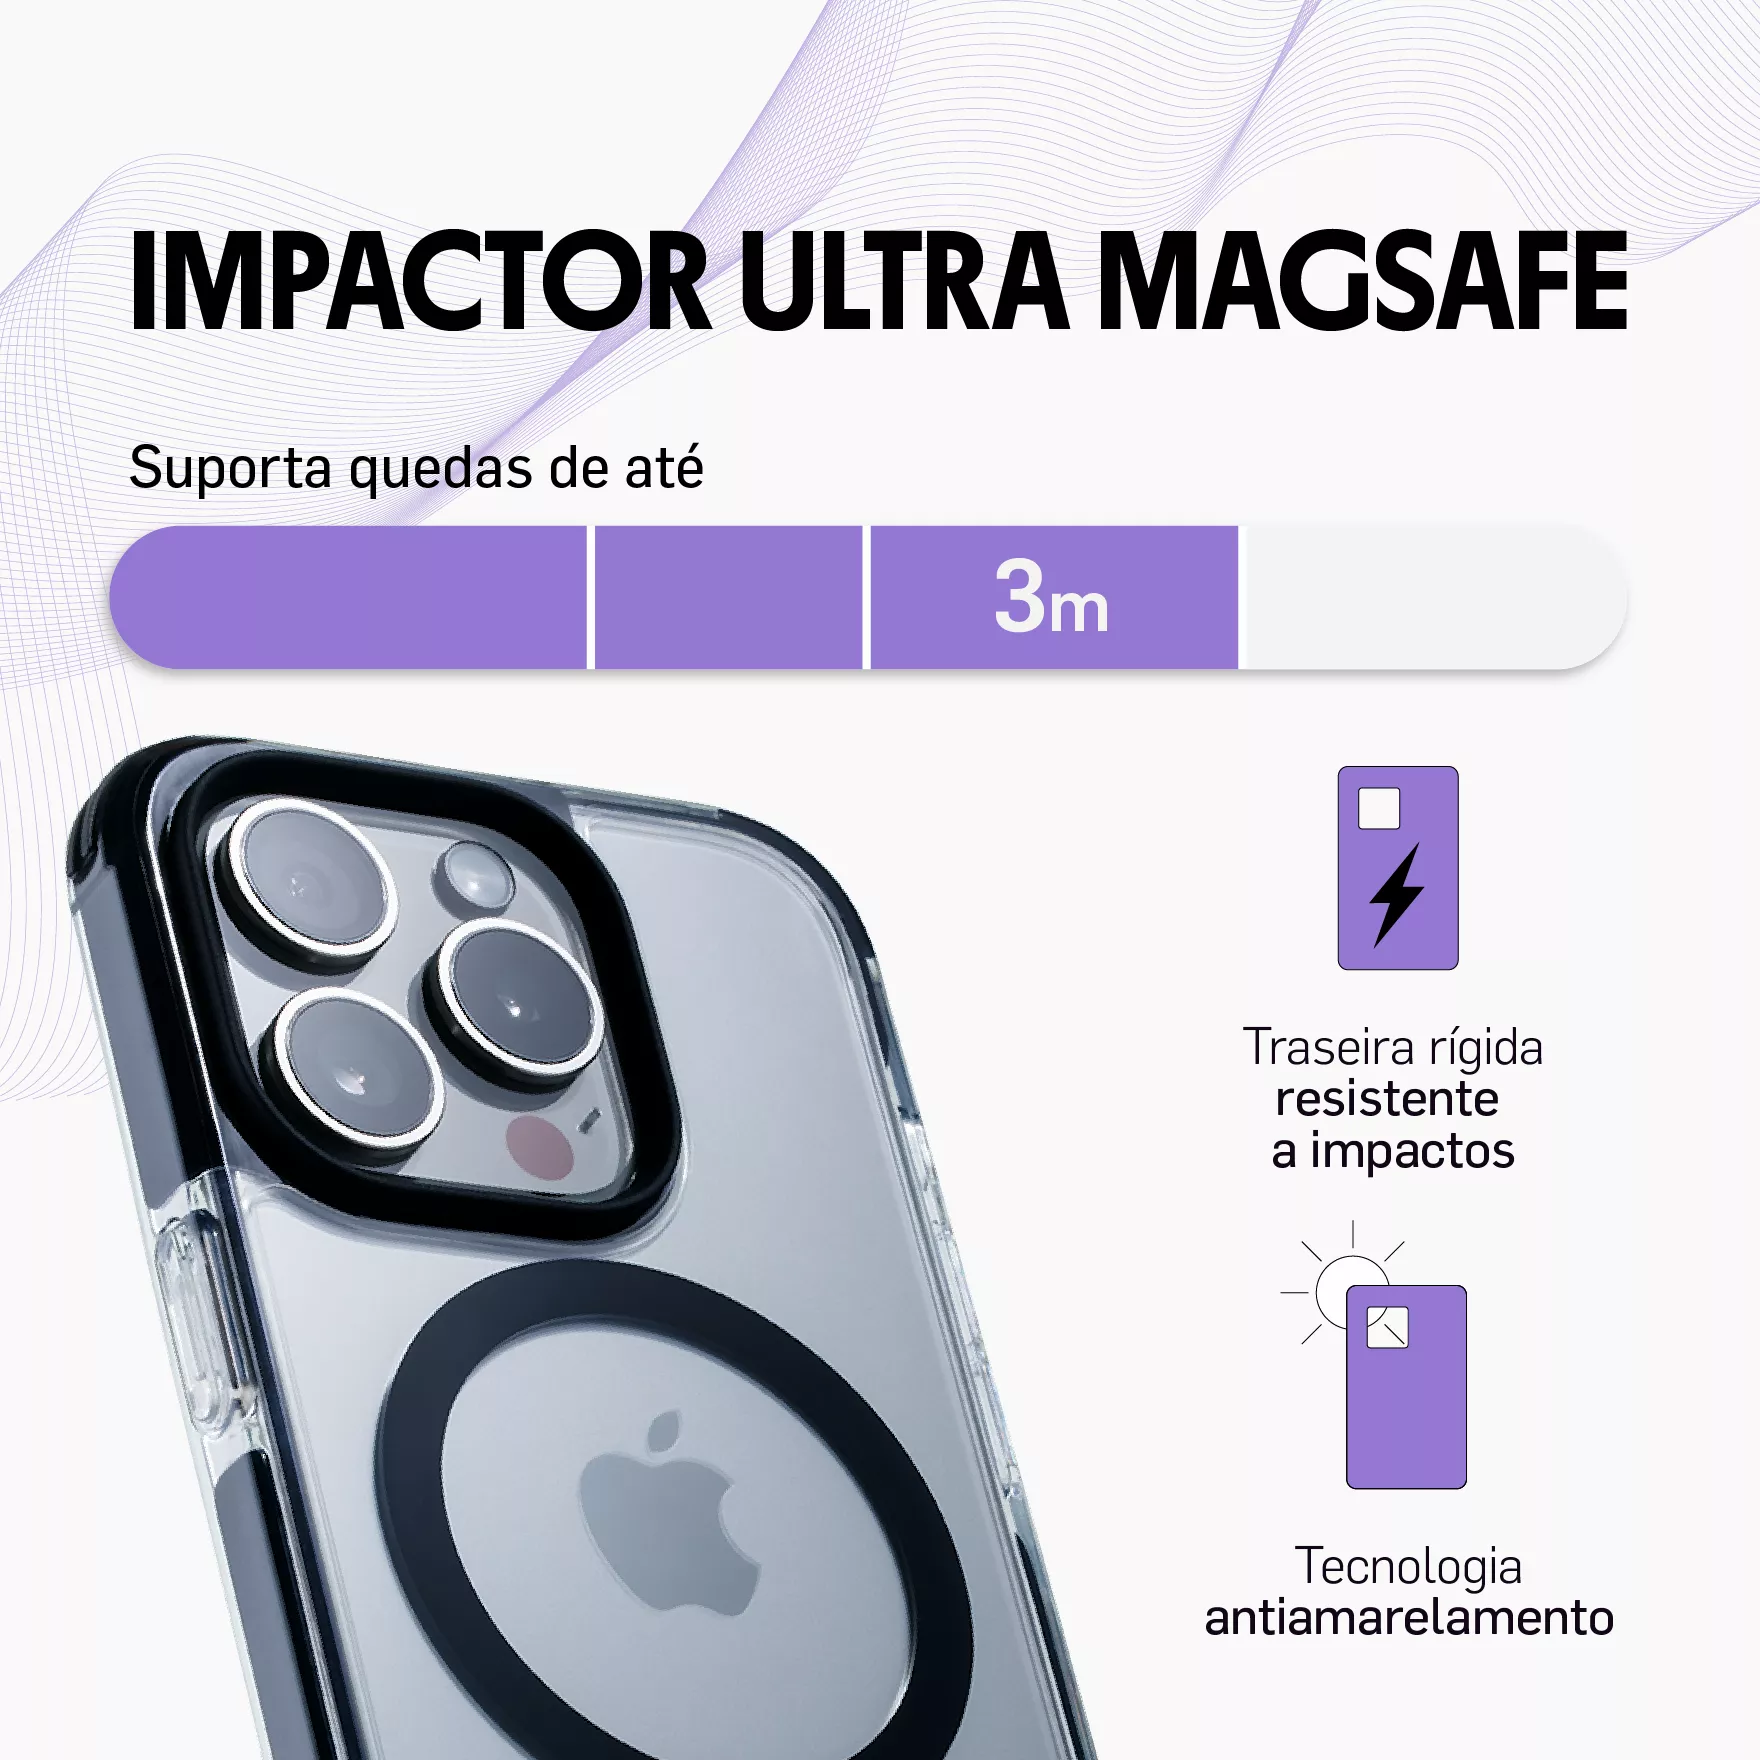 IMPACTOR ULTRA MAGSAFE
Suporta quedas de até
3m
Traseira rígida
resistente
a impactos
Tecnologia
antiamarelamento